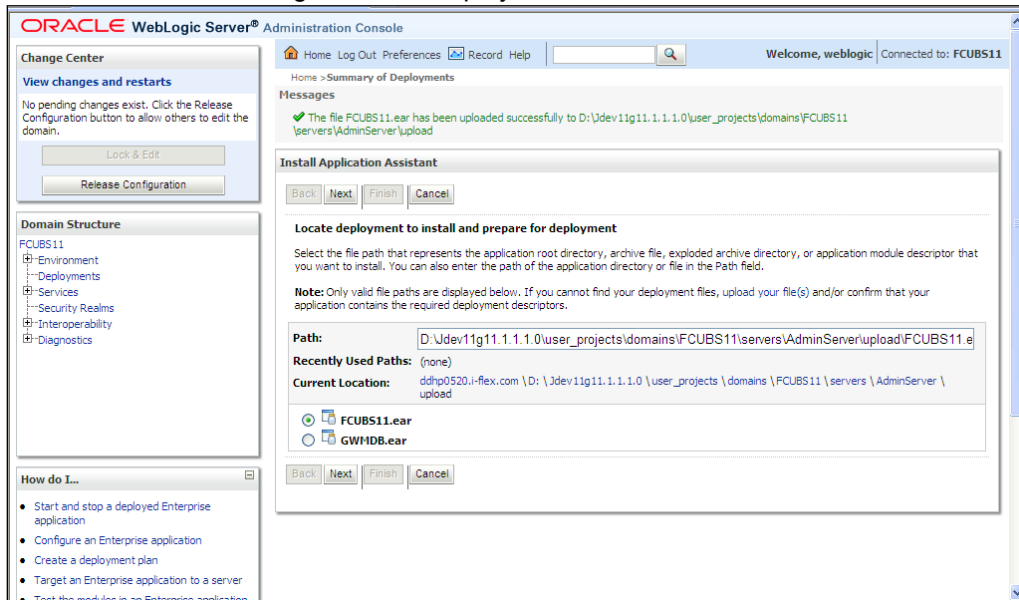 ORACLE WebLogic Server® Administration Console
Change Center
View changes and restarts
No pending changes exist. Click the Release
Configuration button to allow others to edit the
domain.
Lock & Edit
Release Configuration
Domain Structure
FCUBS11
Environment
Deployments
Services
Security Realms
Interoperability
Diagnostics
How do I...
Start and stop a deployed Enterprise
application
Configure an Enterprise application
Create a deployment plan
Target an Enterprise application to a server
Test the modules in an Enterprise application
Home Log Out Preferences Record Help
Welcome, weblogic Connected to: FCUBS11
Home >Summary of Deployments
Messages
The file FCUBS11.ear has been uploaded successfully to D:\Jdev11g11.1.1.1.0\user_projects\domains\FCUBS11
\servers\AdminServer\upload
Install Application Assistant
Back Next Finish Cancel
Locate deployment to install and prepare for deployment
Select the file path that represents the application root directory, archive file, exploded archive directory, or application module descriptor that
you want to install. You can also enter the path of the application directory or file in the Path field.
Note: Only valid file paths are displayed below. If you cannot find your deployment files, upload your file(s) and/or confirm that your
application contains the required deployment descriptors.
Path: D:\Jdev11g11.1.1.1.0\user_projects\domains\FCUBS11\servers\AdminServer\upload\FCUBS11.e
Recently Used Paths: (none)
Current Location: ddhp0520.i-flex.com \ D: \ Jdev11g11.1.1.1.0 \ user_projects \ domains \ FCUBS11 \ servers \ AdminServer \
upload
FCUBS11.ear
GWMDB.ear
Back Next Finish Cancel